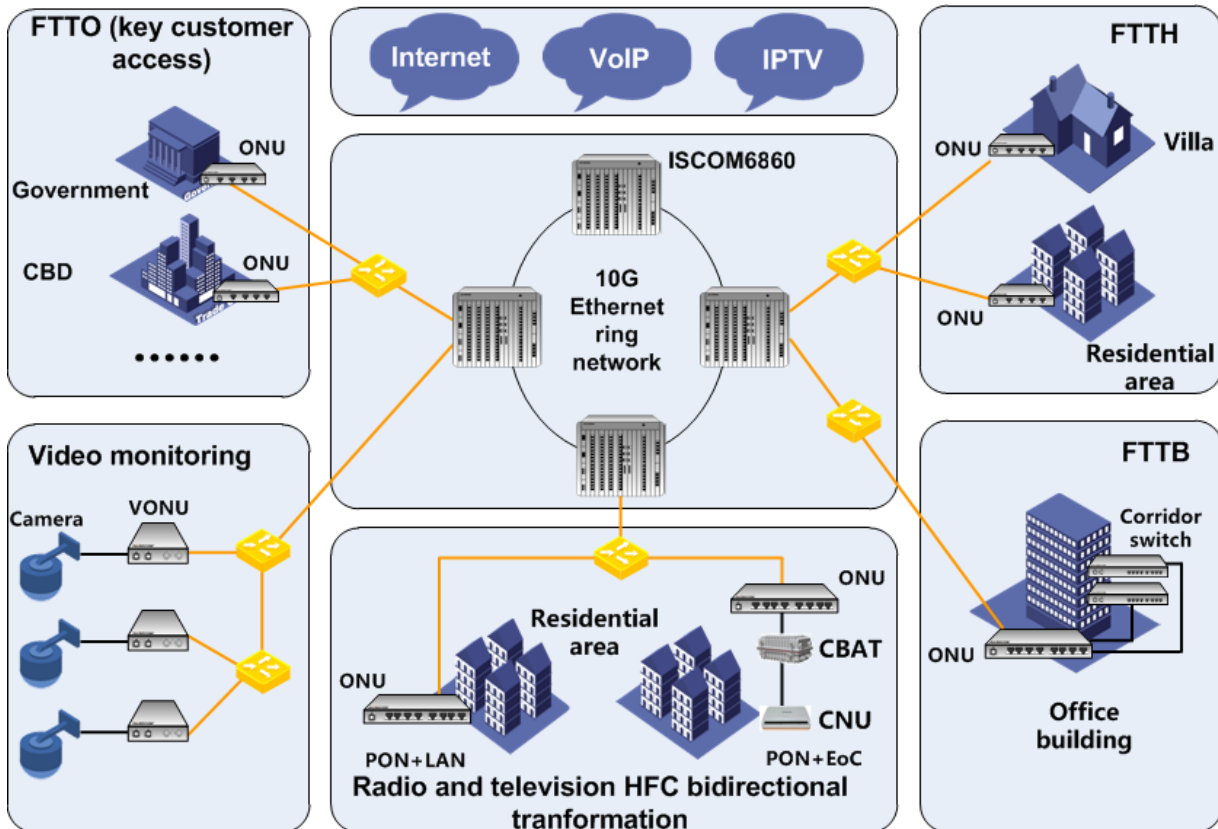 FTTO (key customer
access)
ONU
Government
CBD
ONU
......
Internet
VoIP
IPTV
ISCOM6860
10G
Ethernet
ring
network
FTTH
ONU
Villa
ONU
Residential
area
Video monitoring
Camera
VONU
Residential
area
ONU
ONU
CBAT
CNU
PON+LAN
PON+EoC
Radio and television HFC bidirectional
tranformation
FTTB
Corridor
switch
ONU
Office
building